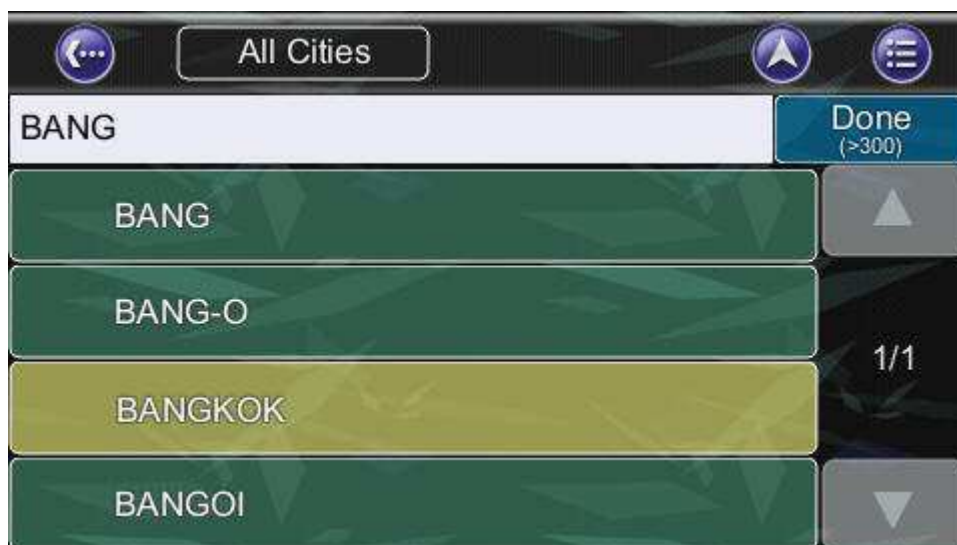 All Cities
BANG
Done
(>300)
BANG
BANG-O
1/1
BANGKOK
BANGOI